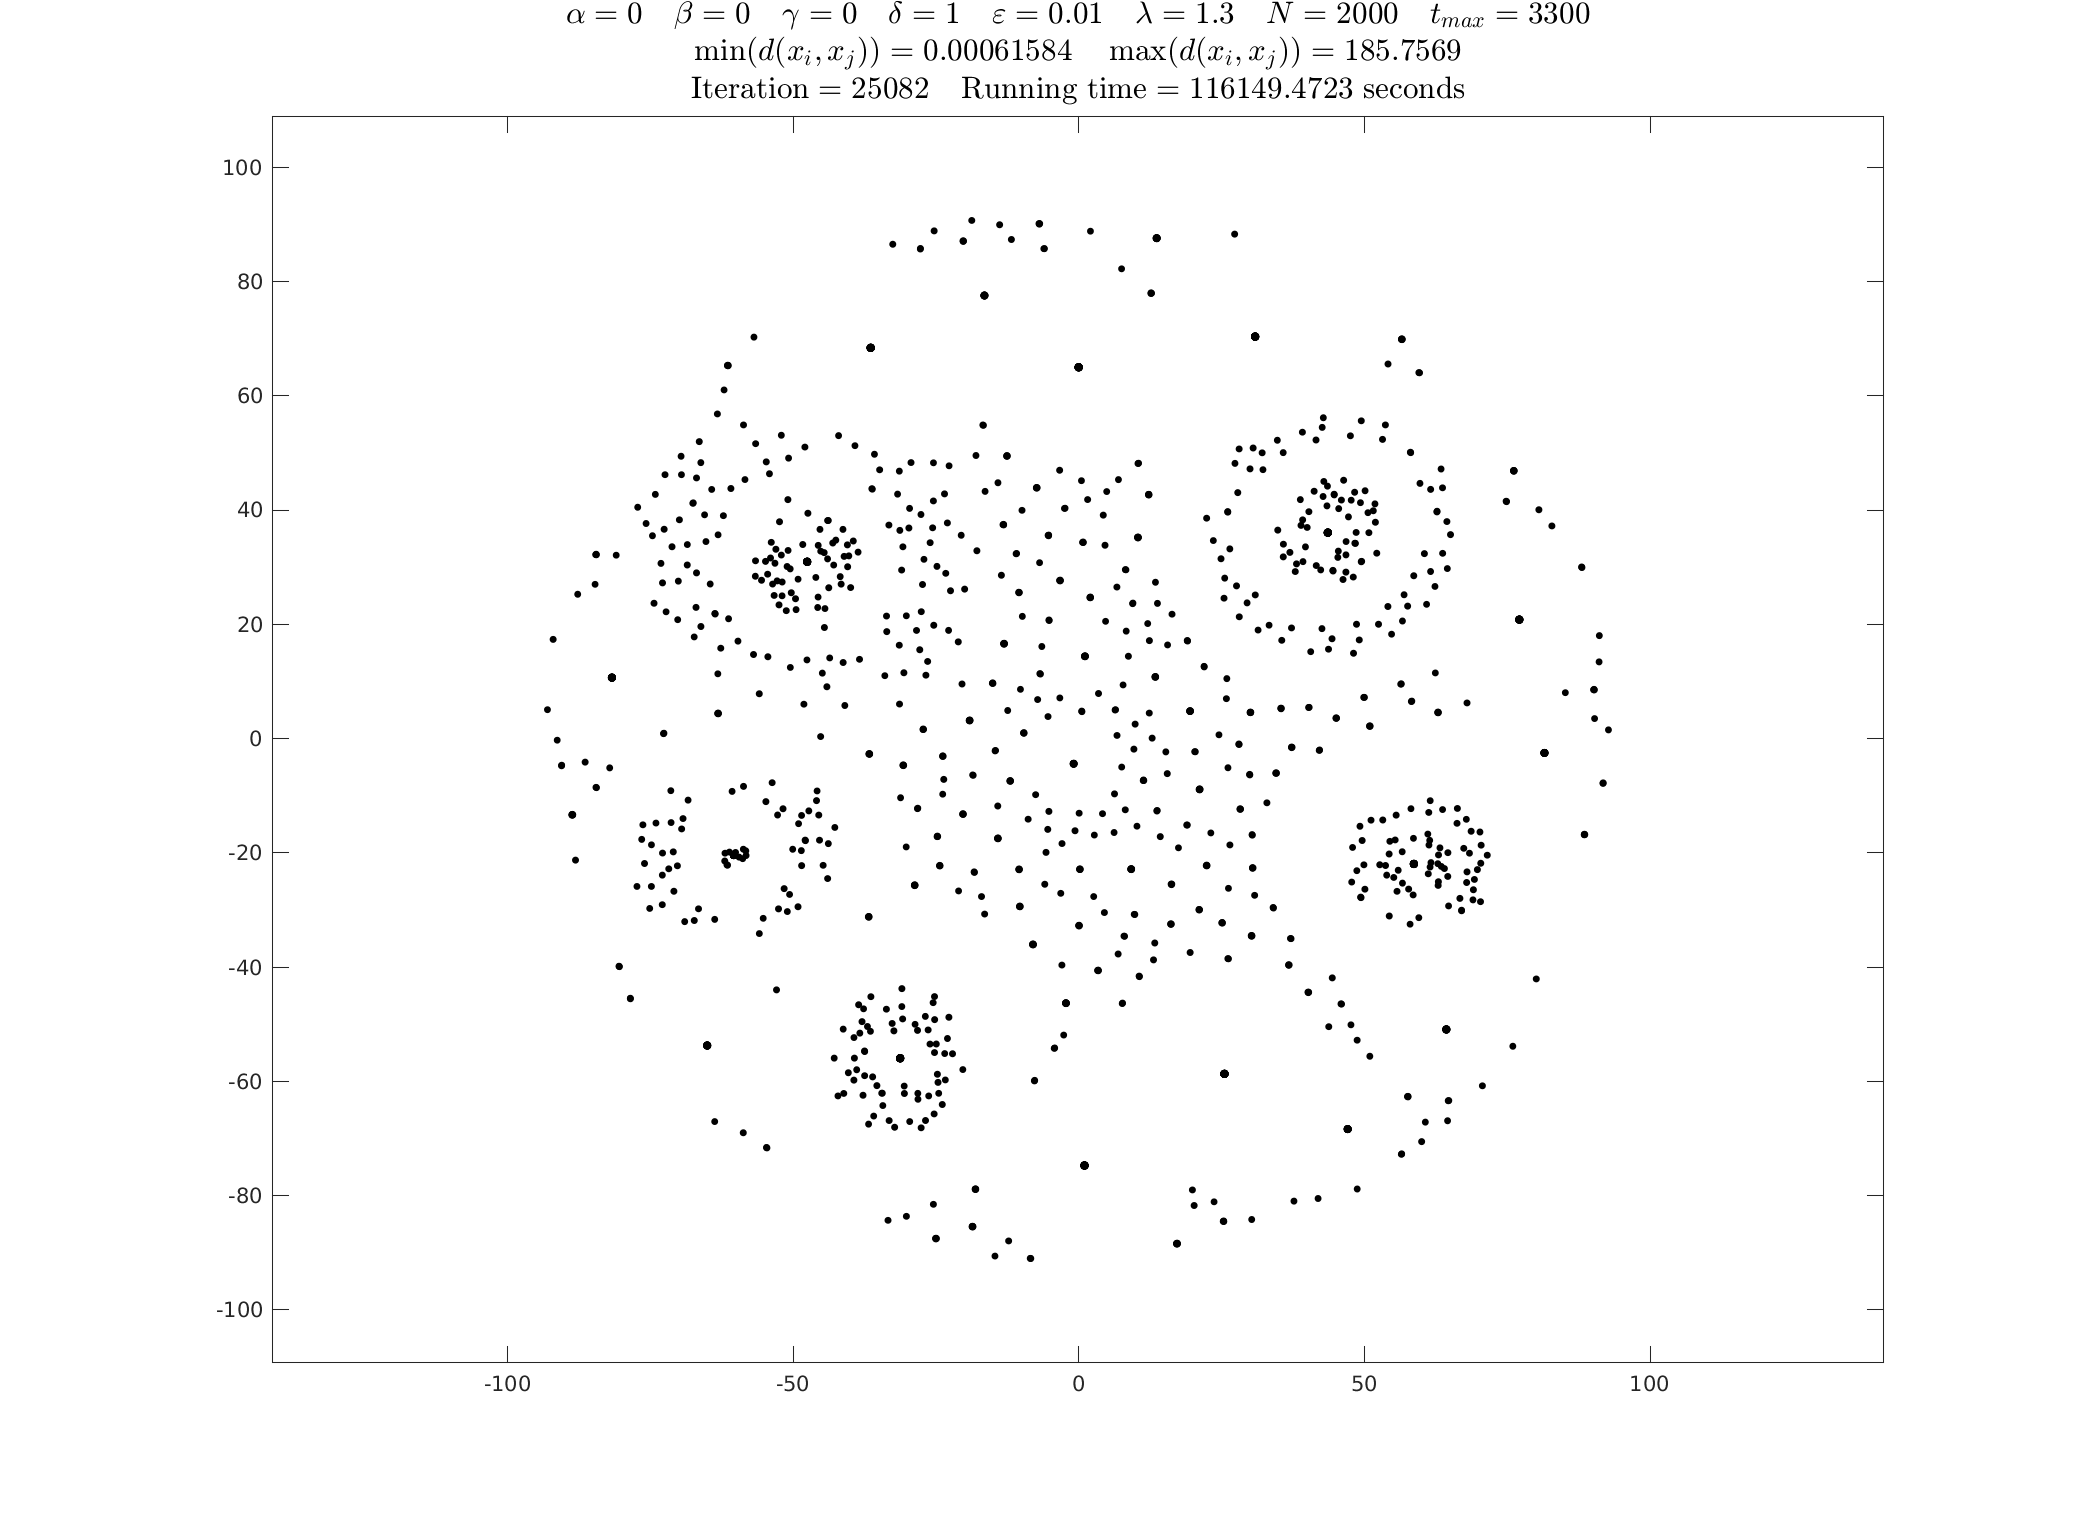 α = 0 β = 0 γ = 0 δ = 1 ε = 0.01 λ = 1.3 N = 2000 t_max = 3300
min(d(x_i, x_j)) = 0.00061584 max(d(x_i, x_j)) = 185.7569
Iteration = 25082 Running time = 116149.4723 seconds
100
80
60
40
20
0
-20
-40
-60
-80
-100
-100 -50 0 50 100